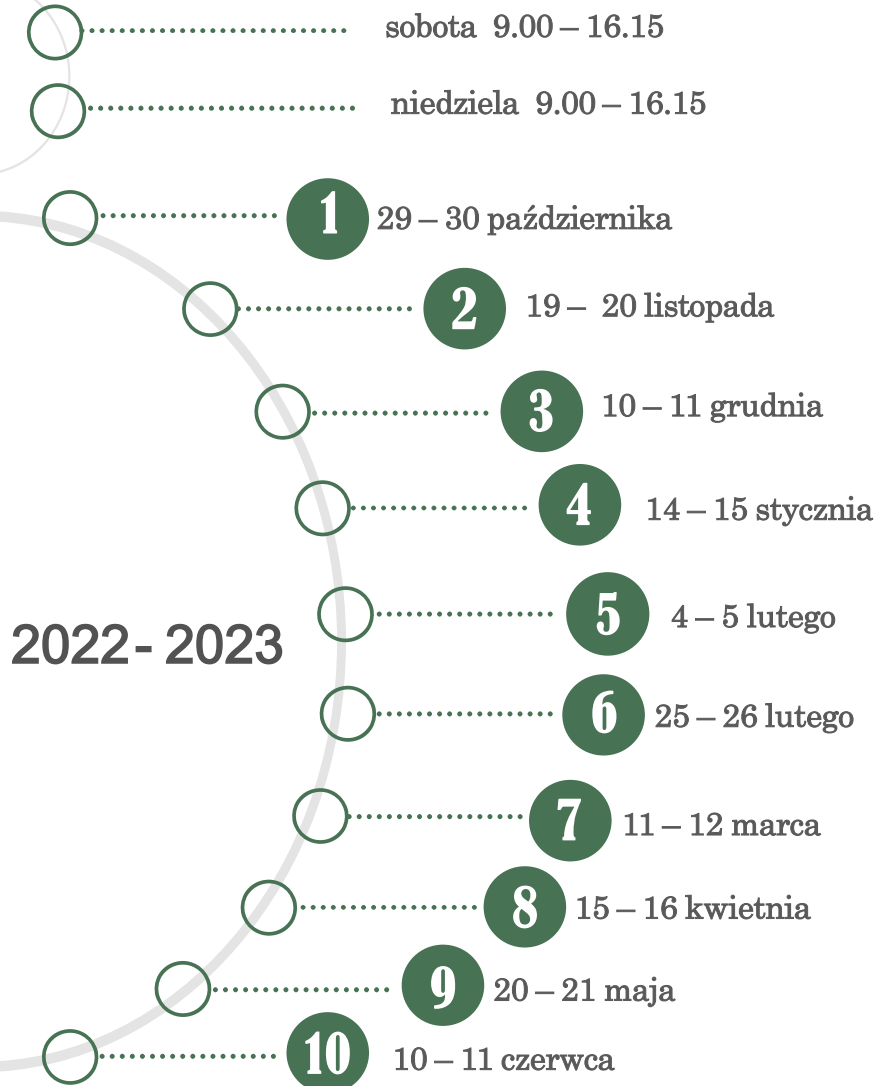 sobota 9.00 – 16.15
niedziela 9.00 – 16.15
1 29 – 30 października
2 19 – 20 listopada
3 10 – 11 grudnia
4 14 – 15 stycznia
5 4 – 5 lutego
2022 - 2023
6 25 – 26 lutego
7 11 – 12 marca
8 15 – 16 kwietnia
9 20 – 21 maja
10 10 – 11 czerwca